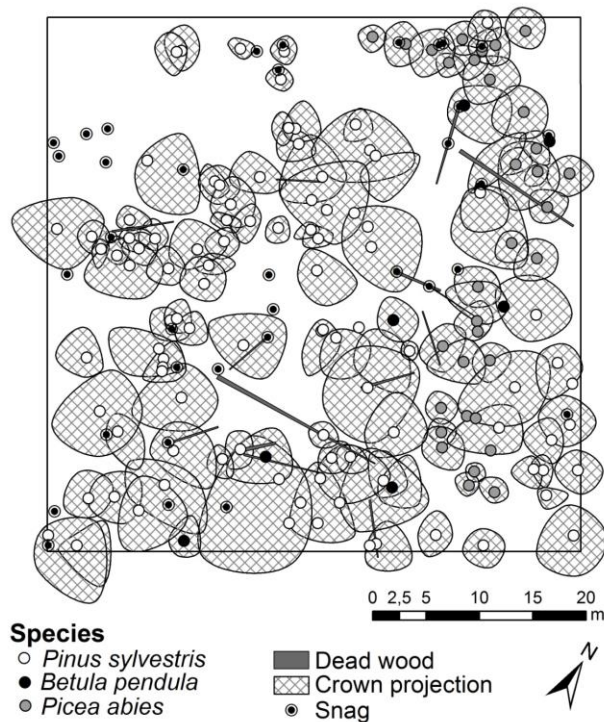 N
0 2,5 5 10 15 20
m
Species
Pinus sylvestris
Betula pendula
Picea abies
Dead wood
Crown projection
Snag